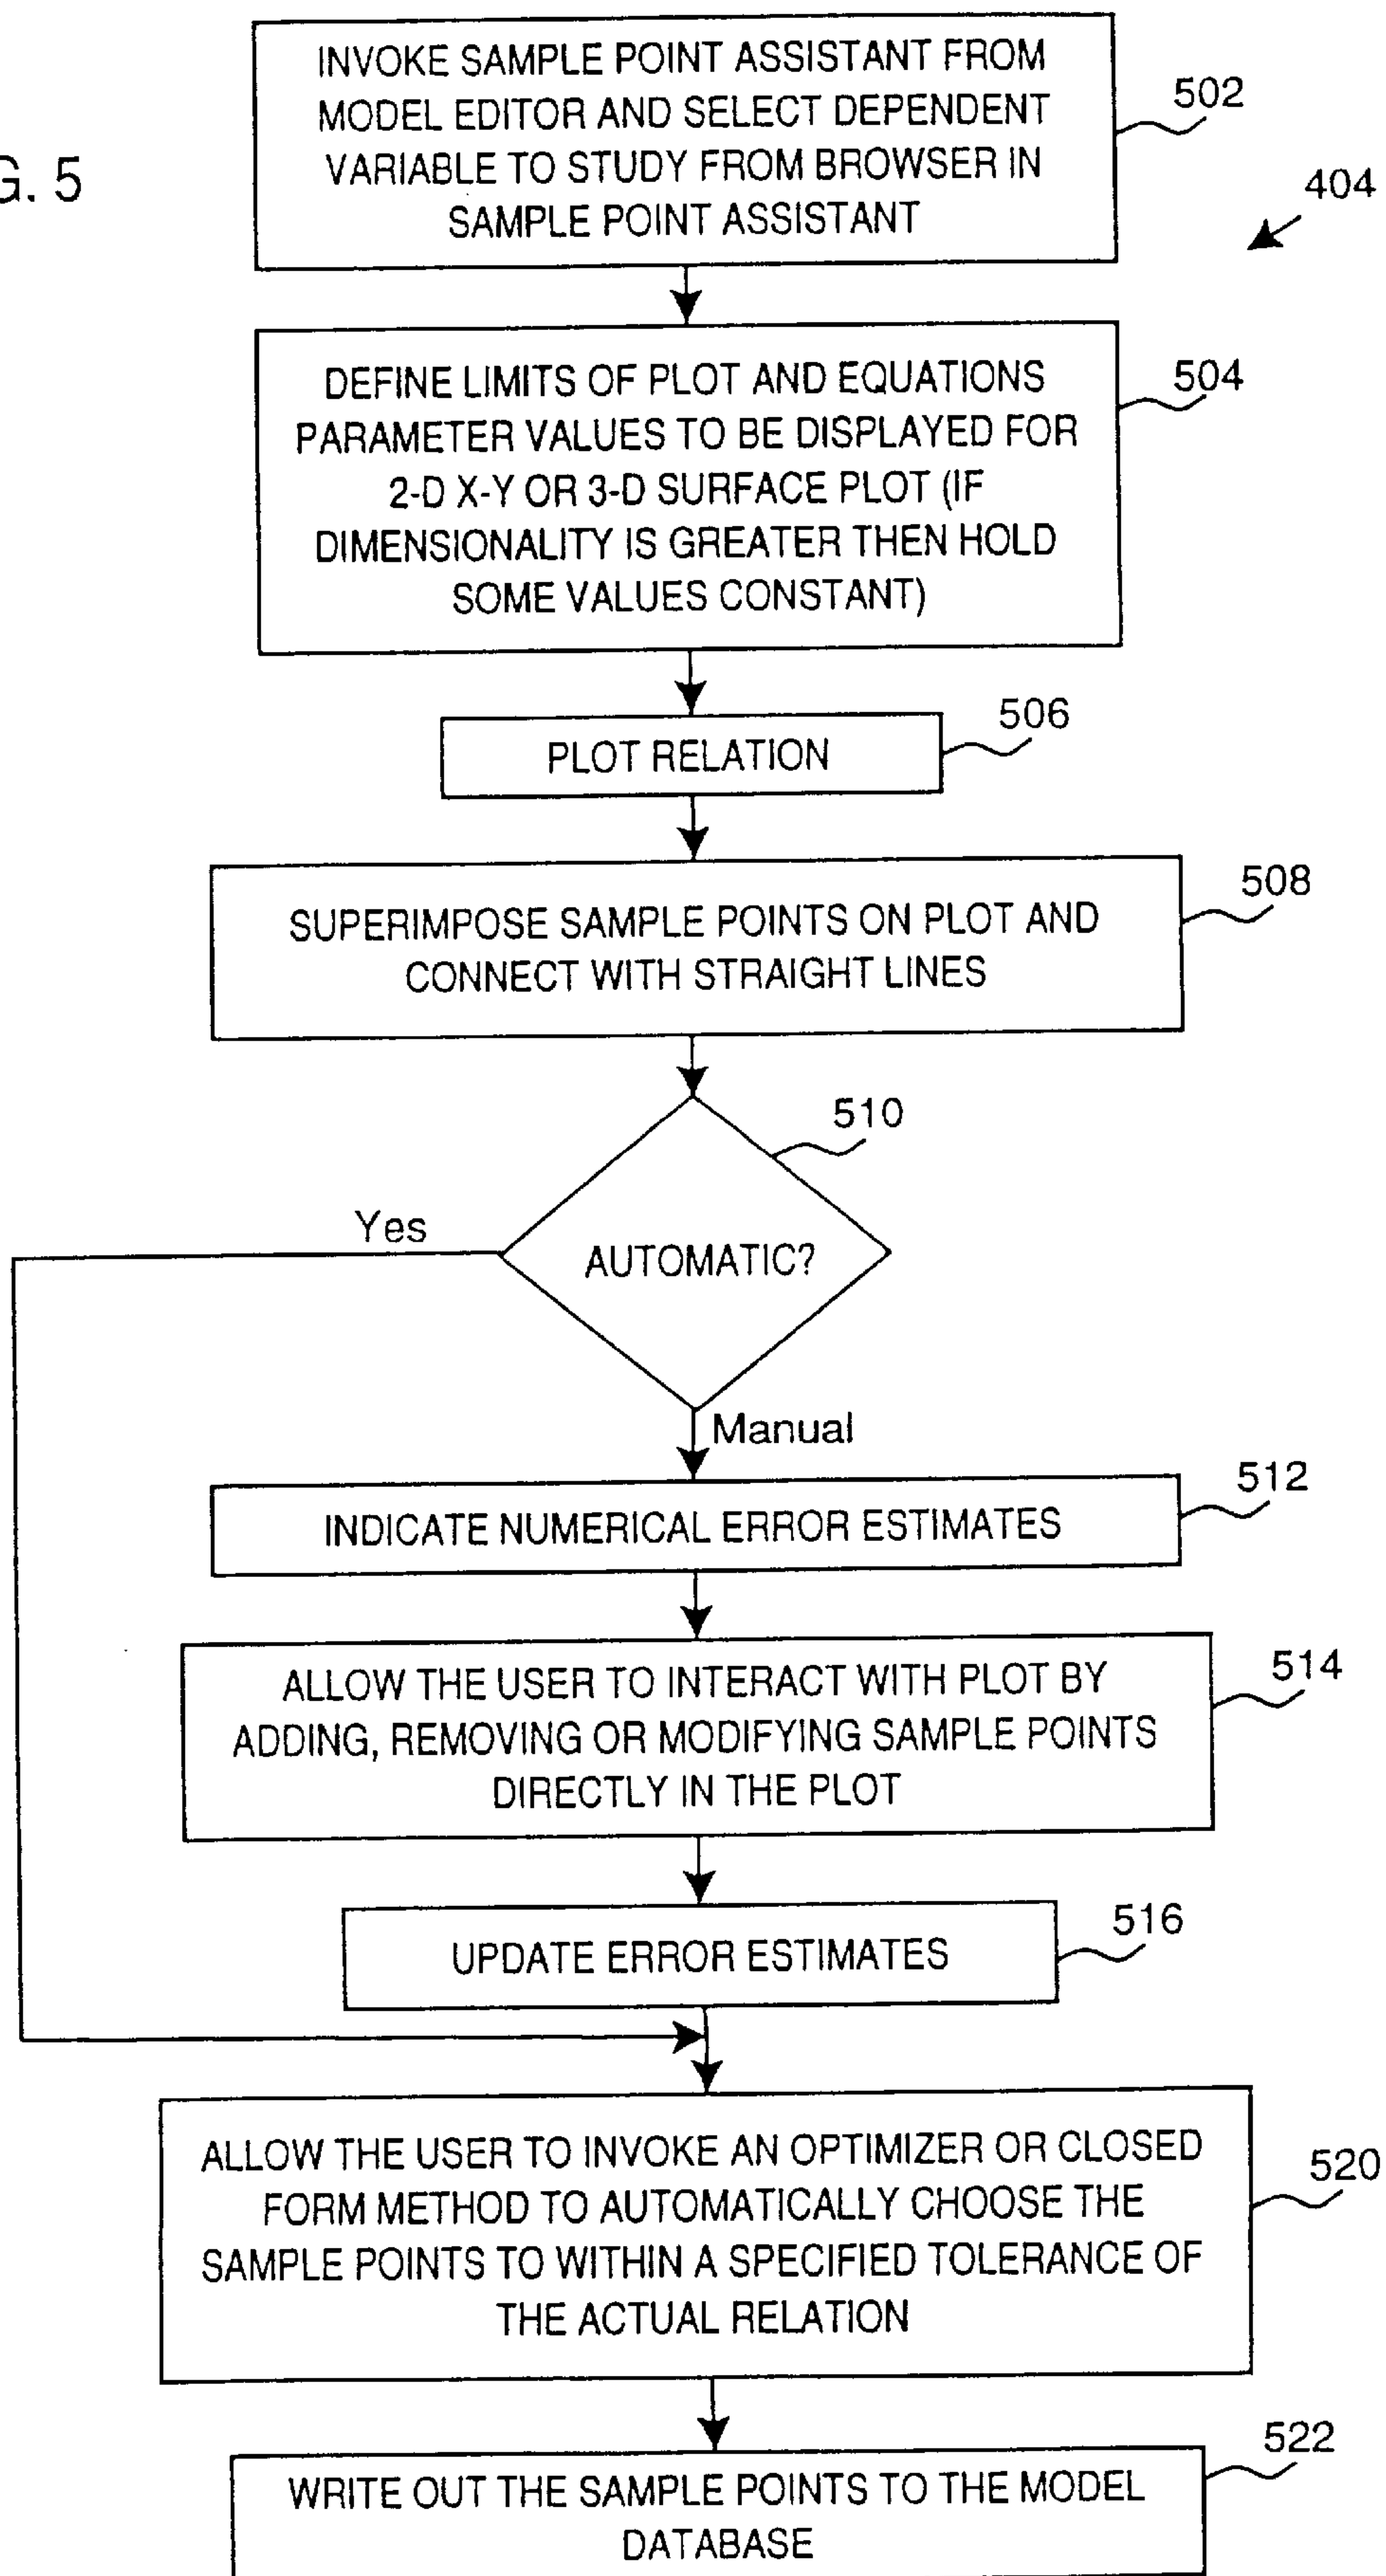 INVOKE SAMPLE POINT ASSISTANT FROM
MODEL EDITOR AND SELECT DEPENDENT
VARIABLE TO STUDY FROM BROWSER IN
SAMPLE POINT ASSISTANT
502
G. 5
404
DEFINE LIMITS OF PLOT AND EQUATIONS
PARAMETER VALUES TO BE DISPLAYED FOR
2-D X-Y OR 3-D SURFACE PLOT (IF
DIMENSIONALITY IS GREATER THEN HOLD
SOME VALUES CONSTANT)
504
PLOT RELATION
506
SUPERIMPOSE SAMPLE POINTS ON PLOT AND
CONNECT WITH STRAIGHT LINES
508
510
Yes
AUTOMATIC?
Manual
INDICATE NUMERICAL ERROR ESTIMATES
512
ALLOW THE USER TO INTERACT WITH PLOT BY
ADDING, REMOVING OR MODIFYING SAMPLE POINTS
DIRECTLY IN THE PLOT
514
UPDATE ERROR ESTIMATES
516
ALLOW THE USER TO INVOKE AN OPTIMIZER OR CLOSED
FORM METHOD TO AUTOMATICALLY CHOOSE THE
SAMPLE POINTS TO WITHIN A SPECIFIED TOLERANCE OF
THE ACTUAL RELATION
520
WRITE OUT THE SAMPLE POINTS TO THE MODEL
DATABASE
522